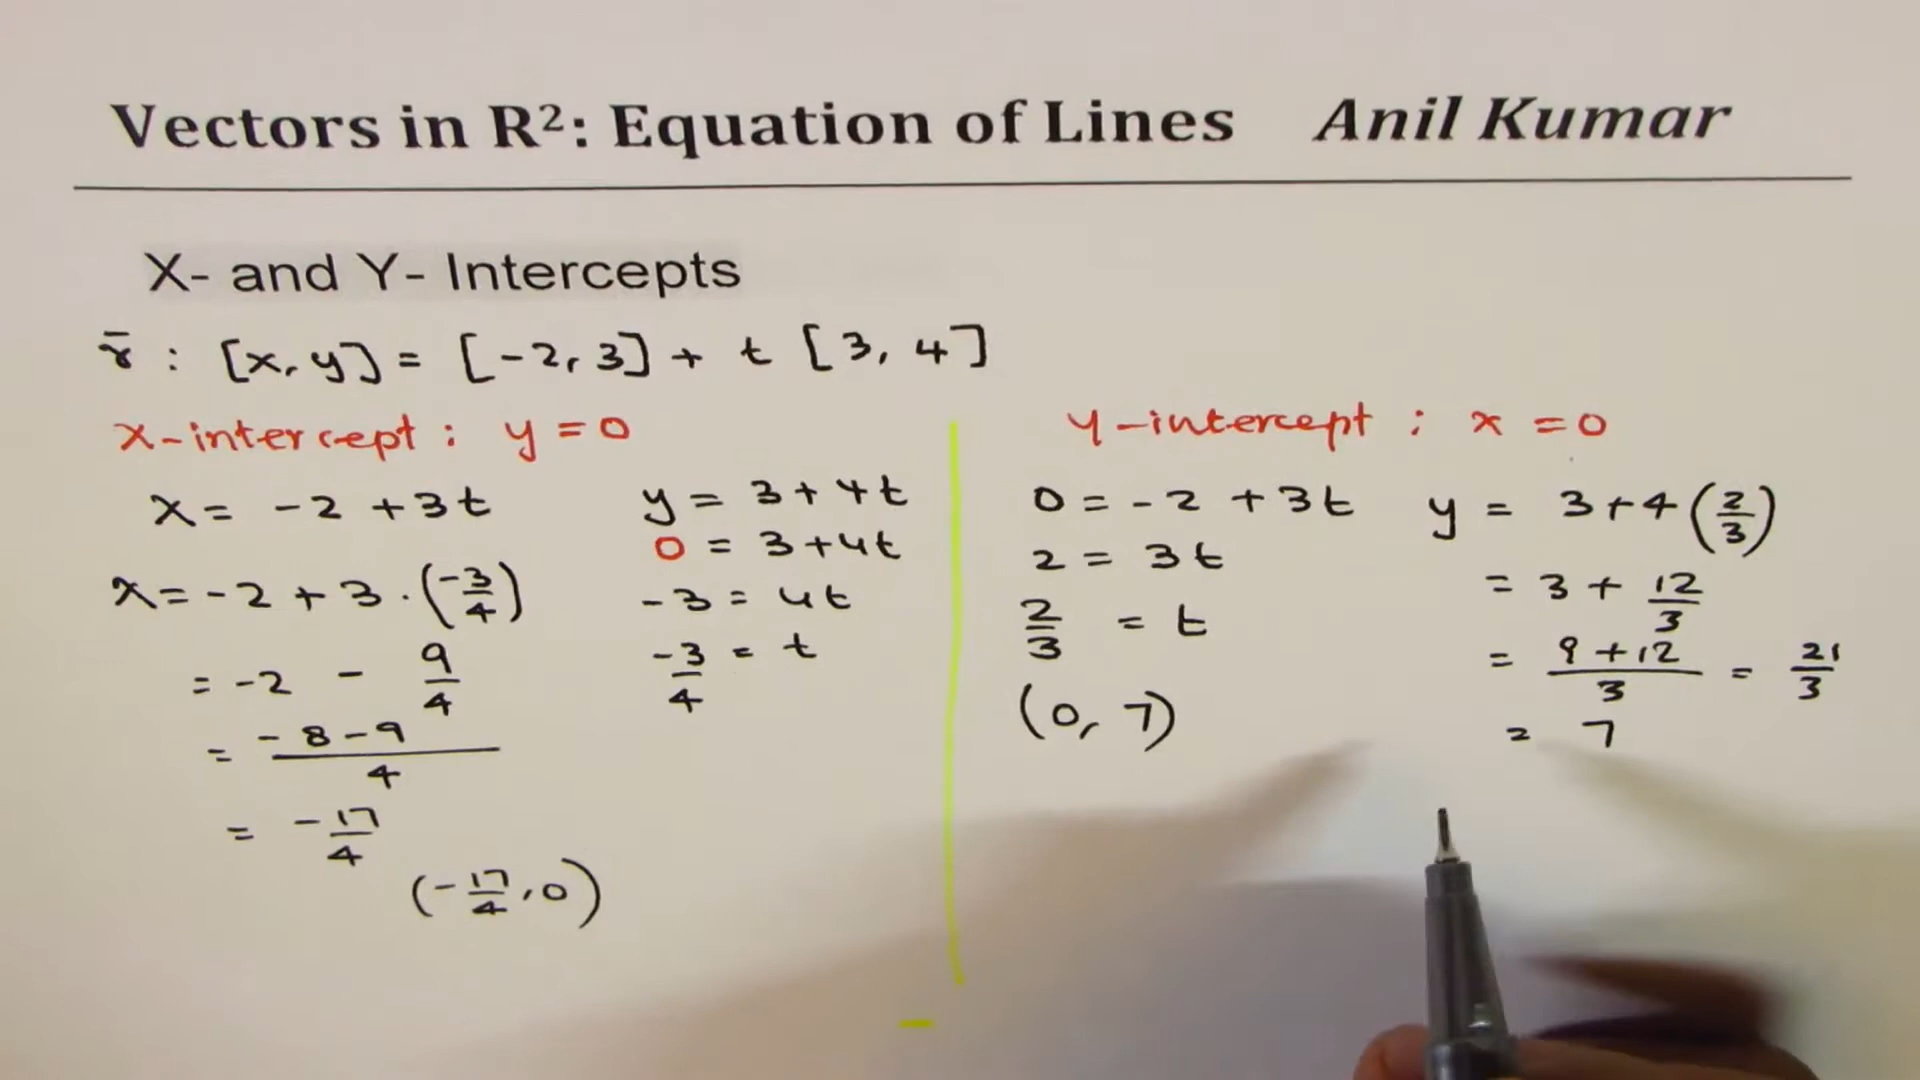 Vectors in R²: Equation of Lines Anil Kumar
X- and Y- Intercepts
r̄ : [x, y] = [-2, 3] + t [3, 4]
x-intercept : y = 0
x = -2 + 3t
x = -2 + 3 · (-3/4)
= -2 - 9/4
= -8-9/4
= -17/4
(-17/4, 0)
y = 3 + 4t
0 = 3 + 4t
-3 = 4t
-3/4 = t
y-intercept : x = 0
0 = -2 + 3t
2 = 3t
2/3 = t
(0, 7)
y = 3 + 4 (2/3)
= 3 + 12/3
= 9+12/3 = 21/3
= 7